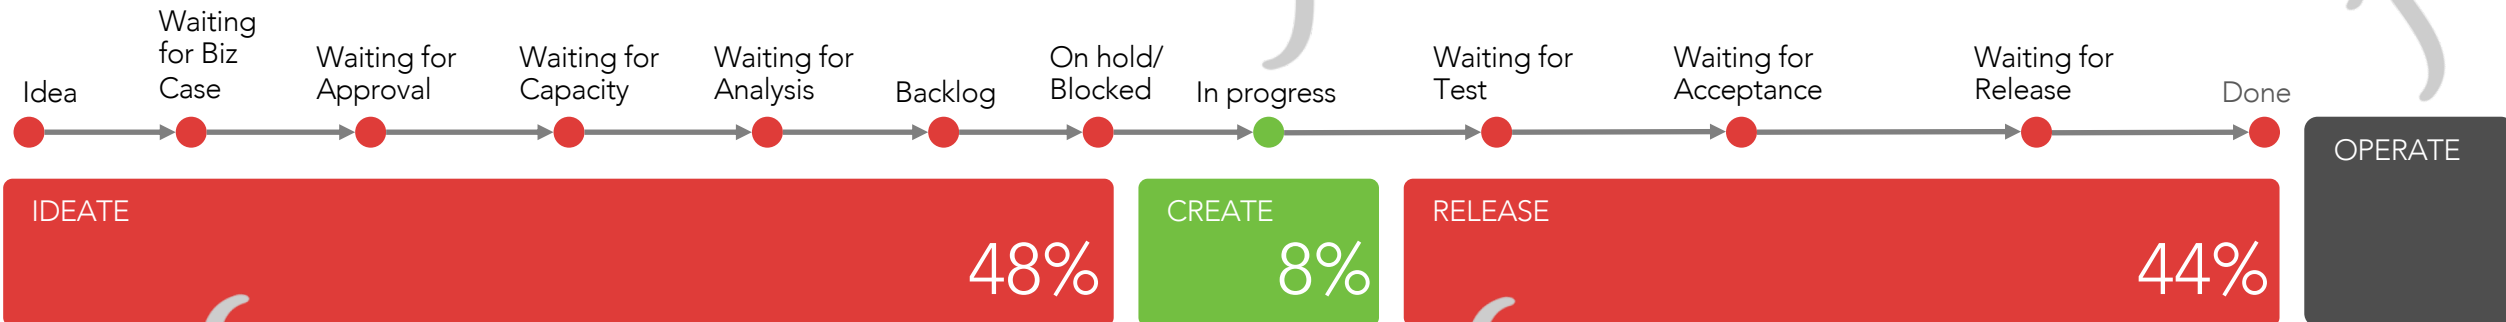 Idea
Waiting
for Biz
Case
Waiting for
Approval
Waiting for
Capacity
Waiting for
Analysis
Backlog
On hold/
Blocked
In progress
Waiting for
Test
Waiting for
Acceptance
Waiting for
Release
Done
IDEATE
48%
CREATE
8%
RELEASE
44%
OPERATE